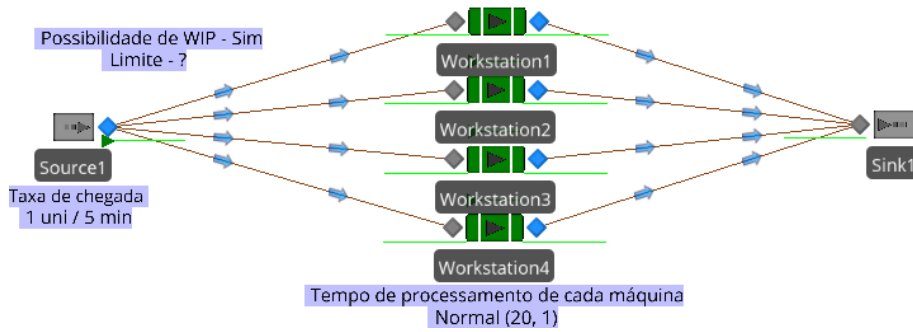 Possibilidade de WIP - Sim
Limite - ?
Workstation1
Workstation2
Source1
Sink1
Workstation3
Taxa de chegada
1 uni / 5 min
Workstation4
Tempo de processamento de cada máquina
Normal (20, 1)